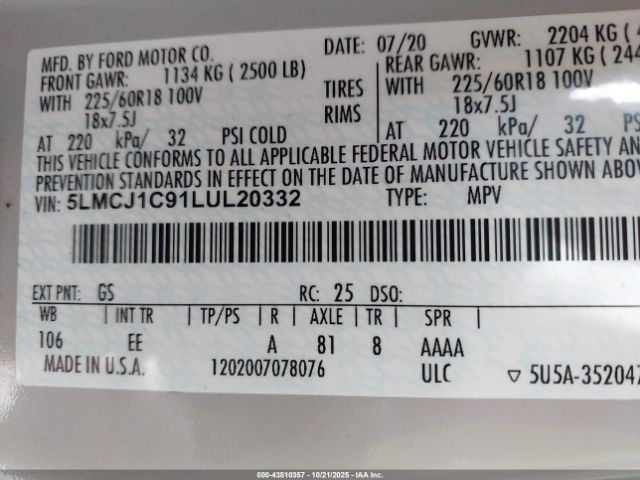 MFD. BY FORD MOTOR CO. DATE: 07/20 GVWR: 2204 KG ( 4
FRONT GAWR: 1134 KG ( 2500 LB) REAR GAWR: 1107 KG ( 244
WITH 225/60R18 100V TIRES WITH 225/60R18 100V
18x7.5J RIMS 18x7.5J
AT 220 kPa/ 32 PSI COLD AT 220 kPa/ 32 PS
THIS VEHICLE CONFORMS TO ALL APPLICABLE FEDERAL MOTOR VEHICLE SAFETY AN
PREVENTION STANDARDS IN EFFECT ON THE DATE OF MANUFACTURE SHOWN ABOV
VIN: 5LMCJ1C91LUL20332 TYPE: MPV
EXT PNT: GS RC: 25 DSO:
WB INT TR TP/PS R AXLE TR SPR
106 EE A 81 8 AAAA
MADE IN U.S.A. 1202007078076 ULC ▽ 5U5A-352047
000-43510357 - 10/21/2025 - IAA Inc.